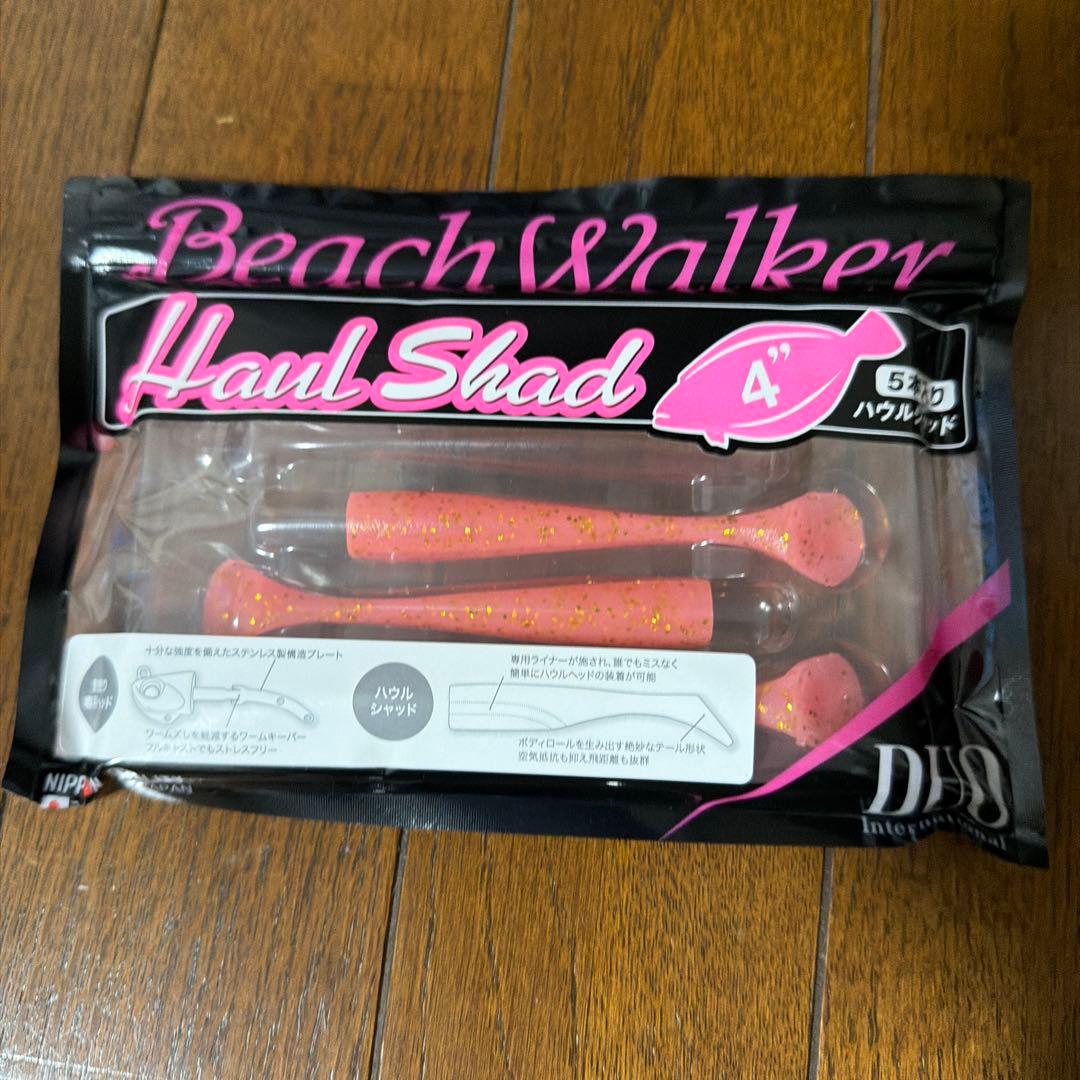 Beach Walker
Haul Shad
4"
5本入り
ハウルシャッド
十分な強度を備えたステンレス製構造プレート
ワームズレを軽減するワームキーパー
フルキャストでもストレスフリー
ハウル
シャッド
専用ライナーが施され、誰でもミスなく
簡単にハウルヘッドの装着が可能
ボディロールを生み出す絶妙なテール形状
空気抵抗も抑え飛距離も抜群
NIPPON
JAPAN
DUO
International